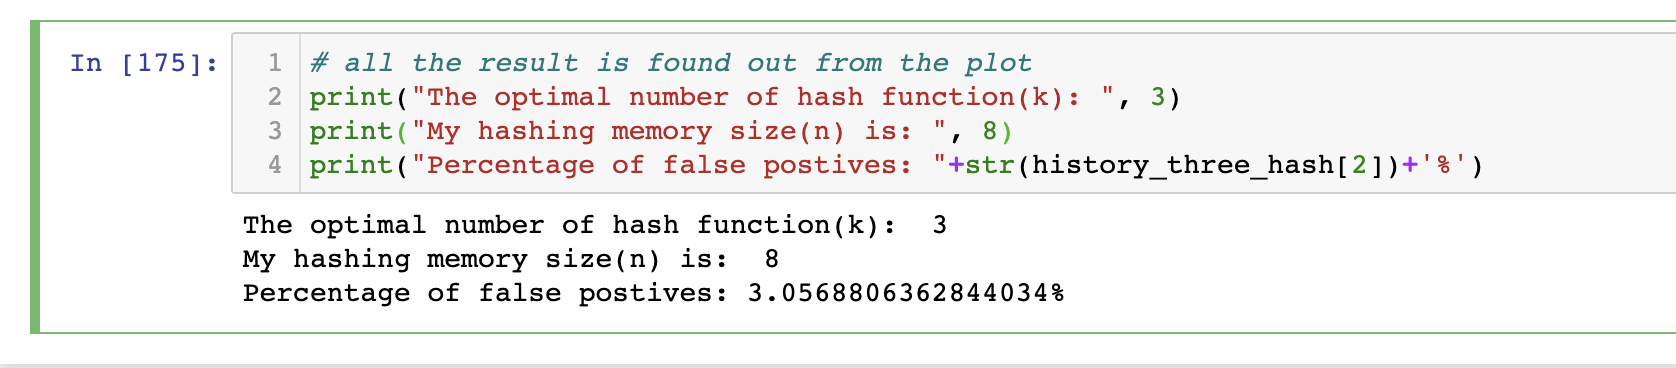 In [175]:
1 # all the result is found out from the plot
2 print("The optimal number of hash function(k): ", 3)
3 print("My hashing memory size(n) is: ", 8)
4 print("Percentage of false postives: "+str(history_three_hash[2])+'%')
The optimal number of hash function(k):  3
My hashing memory size(n) is:  8
Percentage of false postives: 3.0568806362844034%